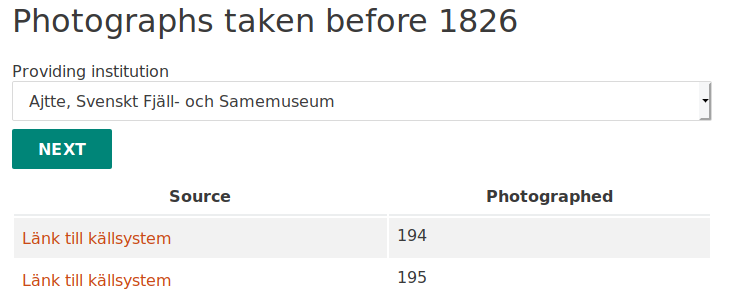 Photographs taken before 1826
Providing institution
Ajtte, Svenskt Fjäll- och Samemuseum
NEXT
Source Photographed
Länk till källsystem 194
Länk till källsystem 195